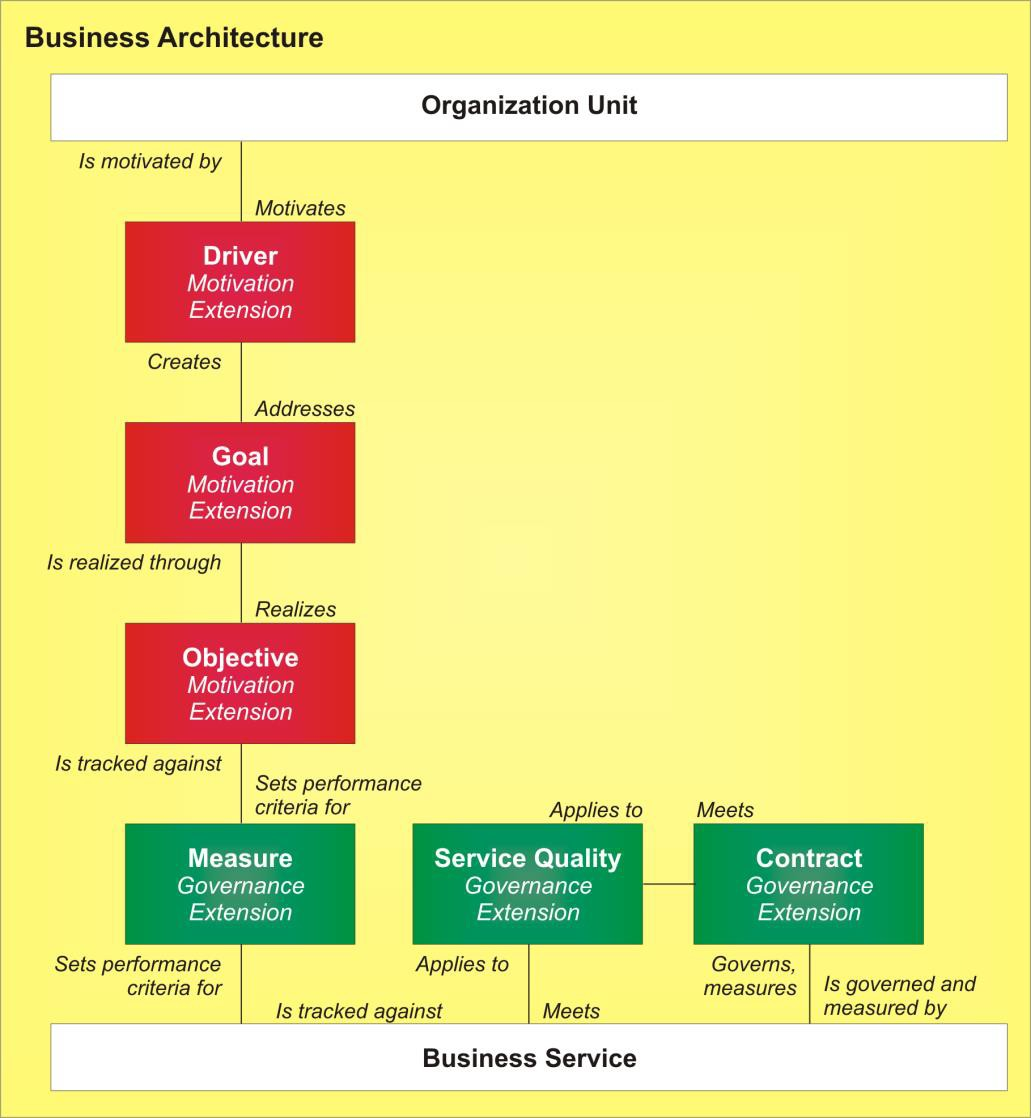 Business Architecture
Organization Unit
Is motivated by
Motivates
Driver
Motivation
Extension
Creates
Addresses
Goal
Motivation
Extension
Is realized through
Realizes
Objective
Motivation
Extension
Is tracked against
Sets performance
criteria for
Measure
Governance
Extension
Applies to
Meets
Service Quality
Governance
Extension
Contract
Governance
Extension
Sets performance
criteria for
Is tracked against
Applies to
Meets
Governs,
measures
Is governed and
measured by
Business Service